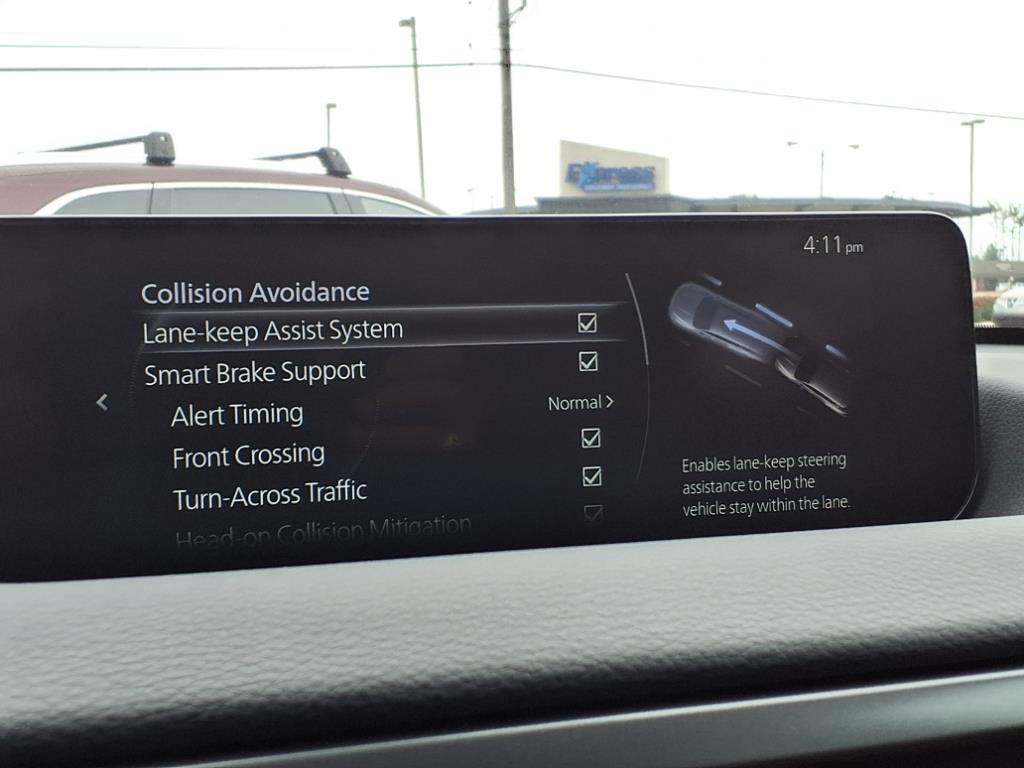 Express
4:11 pm
Collision Avoidance
Lane-keep Assist System
Smart Brake Support
Alert Timing
Normal >
Front Crossing
Turn-Across Traffic
Head-on Collision Mitigation
Enables lane-keep steering
assistance to help the
vehicle stay within the lane.